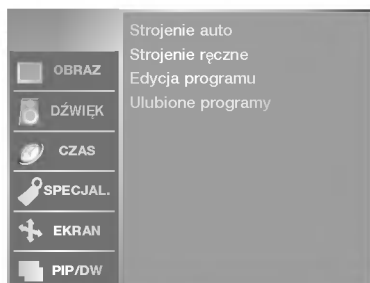 Strojenie auto
Strojenie ręczne
Edycja programu
Ulubione programy
OBRAZ
DŹWIĘK
CZAS
SPECJAL.
EKRAN
PIP/DW